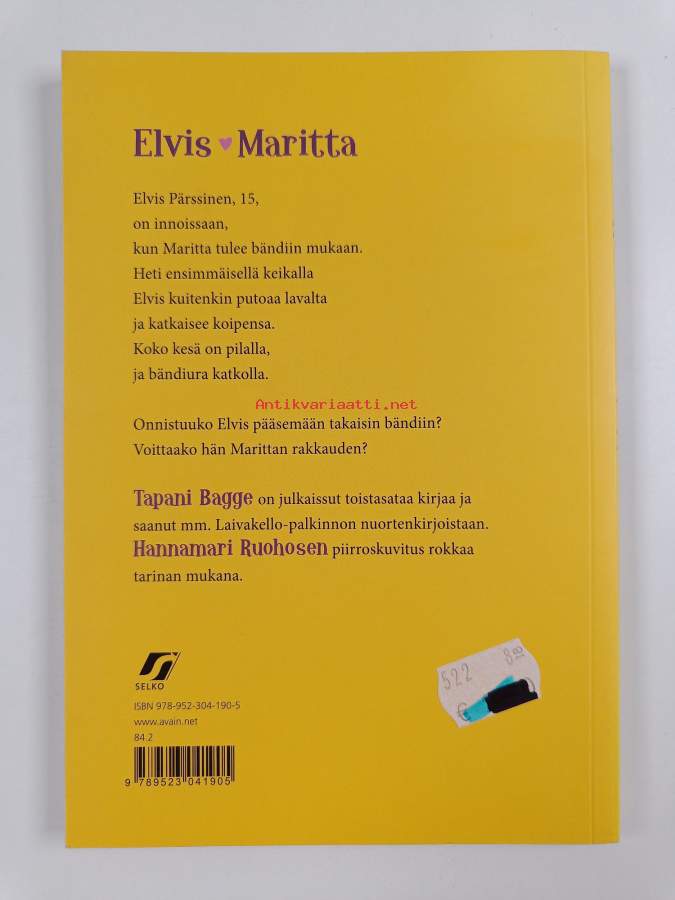 Elvis ♥ Maritta
Elvis Pärssinen, 15,
on innoissaan,
kun Maritta tulee bändiin mukaan.
Heti ensimmäisellä keikalla
Elvis kuitenkin putoaa lavalta
ja katkaisee koipensa.
Koko kesä on pilalla,
ja bändiura katkolla.
Antikvariaatti.net
Onnistuuko Elvis pääsemään takaisin bändiin?
Voittaako hän Marittan rakkauden?
Tapani Bagge on julkaissut toistasataa kirjaa ja
saanut mm. Laivakello-palkinnon nuortenkirjoistaan.
Hannamari Ruohosen piirroskuvitus rokkaa
tarinan mukana.
SELKO
ISBN 978-952-304-190-5
www.avain.net
84.2
9 789523 041905
522 8,00
€